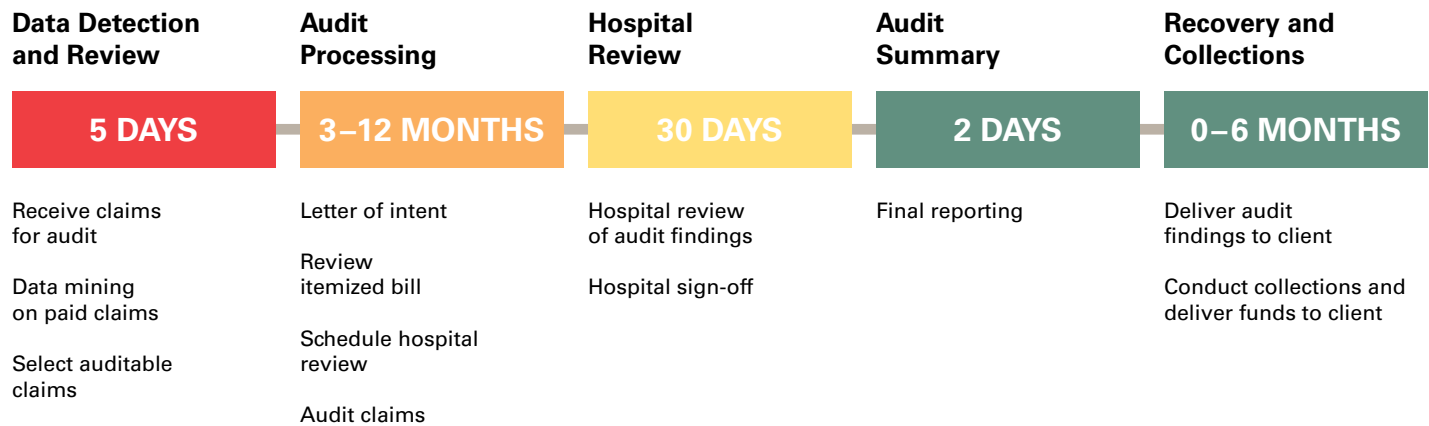 Data Detection
and Review
5 DAYS
Receive claims
for audit
Data mining
on paid claims
Select auditable
claims
Audit
Processing
3–12 MONTHS
Letter of intent
Review
itemized bill
Schedule hospital
review
Audit claims
Hospital
Review
30 DAYS
Hospital review
of audit findings
Hospital sign-off
Audit
Summary
2 DAYS
Final reporting
Recovery and
Collections
0–6 MONTHS
Deliver audit
findings to client
Conduct collections and
deliver funds to client